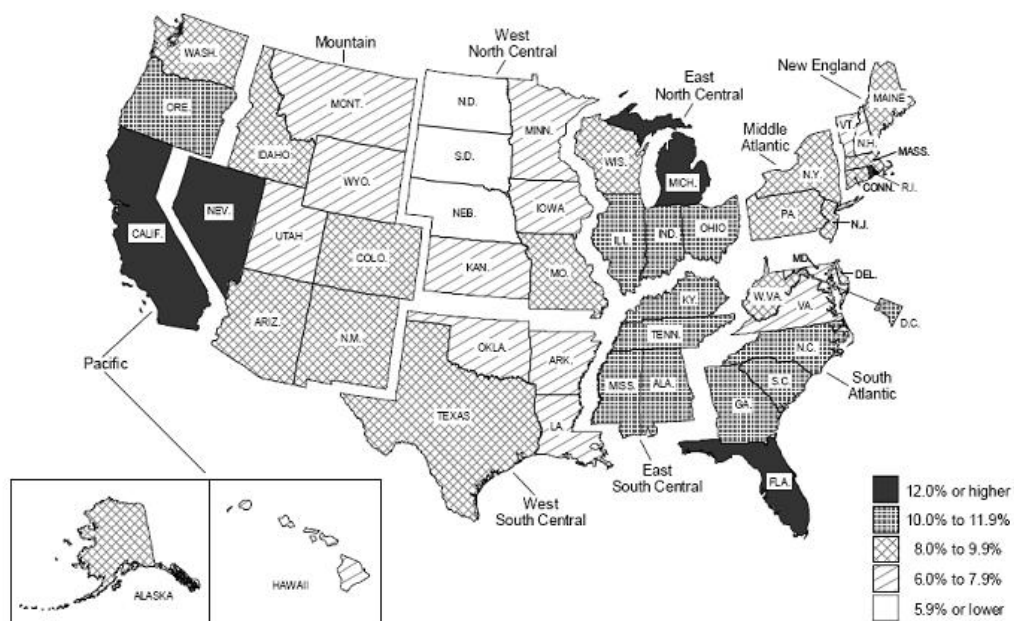 West
North Central
Mountain
East
North Central
New England
Middle
Atlantic
WASH.
ORE.
MONT.
IDAHO
WYO.
N.D.
S.D.
NEB.
MINN.
IOWA
WIS.
MICH.
MAINE
VT.
N.H.
MASS.
CONN.
R.I.
N.Y.
PA.
N.J.
CALIF.
NEV.
UTAH
COLO.
KAN.
MO.
ILL.
IND.
OHIO
MD.
DEL.
W.VA.
VA.
D.C.
KY.
TENN.
N.C.
S.C.
ARIZ.
N.M.
OKLA.
ARK.
TEXAS
LA.
MISS.
ALA.
GA.
FLA.
Pacific
South
Atlantic
East
South Central
West
South Central
ALASKA
HAWAII
12.0% or higher
10.0% to 11.9%
8.0% to 9.9%
6.0% to 7.9%
5.9% or lower